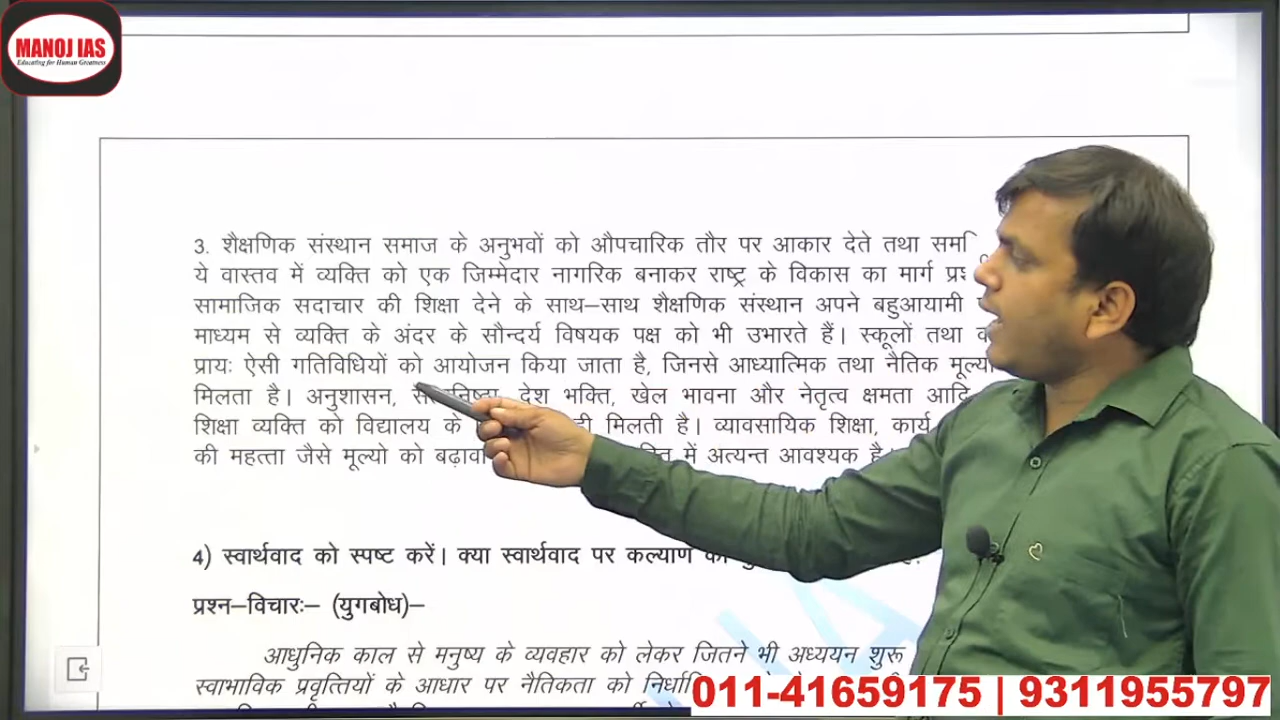 MANOJ IAS
Educating for Human Greatness
3. शैक्षणिक संस्थान समाज के अनुभवों को औपचारिक तौर पर आकार देते तथा
ये वास्तव में व्यक्ति को एक जिम्मेदार नागरिक बनाकर राष्ट्र के विकास का मार्ग
सामाजिक सदाचार की शिक्षा देने के साथ–साथ शैक्षणिक संस्थान अपने बहुआयामी
माध्यम से व्यक्ति के अंदर के सौन्दर्य विषयक पक्ष को भी उभारते हैं। स्कूलों तथा
प्रायः ऐसी गतिविधियों को आयोजन किया जाता है, जिनसे आध्यात्मिक तथा नैतिक
मिलता है। अनुशासन, देश भक्ति, खेल भावना और नेतृत्व क्षमता आदि
शिक्षा व्यक्ति को विद्यालय के मिलती है। व्यावसायिक शिक्षा, कार्य
की महत्ता जैसे मूल्यो को में अत्यन्त आवश्यक है।
4) स्वार्थवाद को स्पष्ट करें। क्या स्वार्थवाद पर कल्याण
प्रश्न–विचारः– (युगबोध)–
आधुनिक काल से मनुष्य के व्यवहार को लेकर जितने भी अध्ययन शुरू
स्वाभाविक प्रवृत्तियों के आधार पर नैतिकता को
011-41659175 | 9311955797